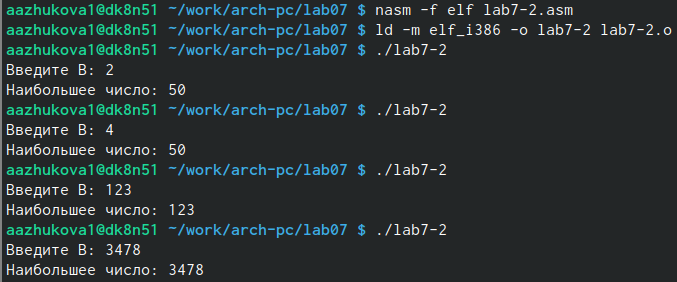 aazhukova1@dk8n51 ~/work/arch-pc/lab07 $ nasm -f elf lab7-2.asm
aazhukova1@dk8n51 ~/work/arch-pc/lab07 $ ld -m elf_i386 -o lab7-2 lab7-2.o
aazhukova1@dk8n51 ~/work/arch-pc/lab07 $ ./lab7-2
Введите B: 2
Наибольшее число: 50
aazhukova1@dk8n51 ~/work/arch-pc/lab07 $ ./lab7-2
Введите B: 4
Наибольшее число: 50
aazhukova1@dk8n51 ~/work/arch-pc/lab07 $ ./lab7-2
Введите B: 123
Наибольшее число: 123
aazhukova1@dk8n51 ~/work/arch-pc/lab07 $ ./lab7-2
Введите B: 3478
Наибольшее число: 3478